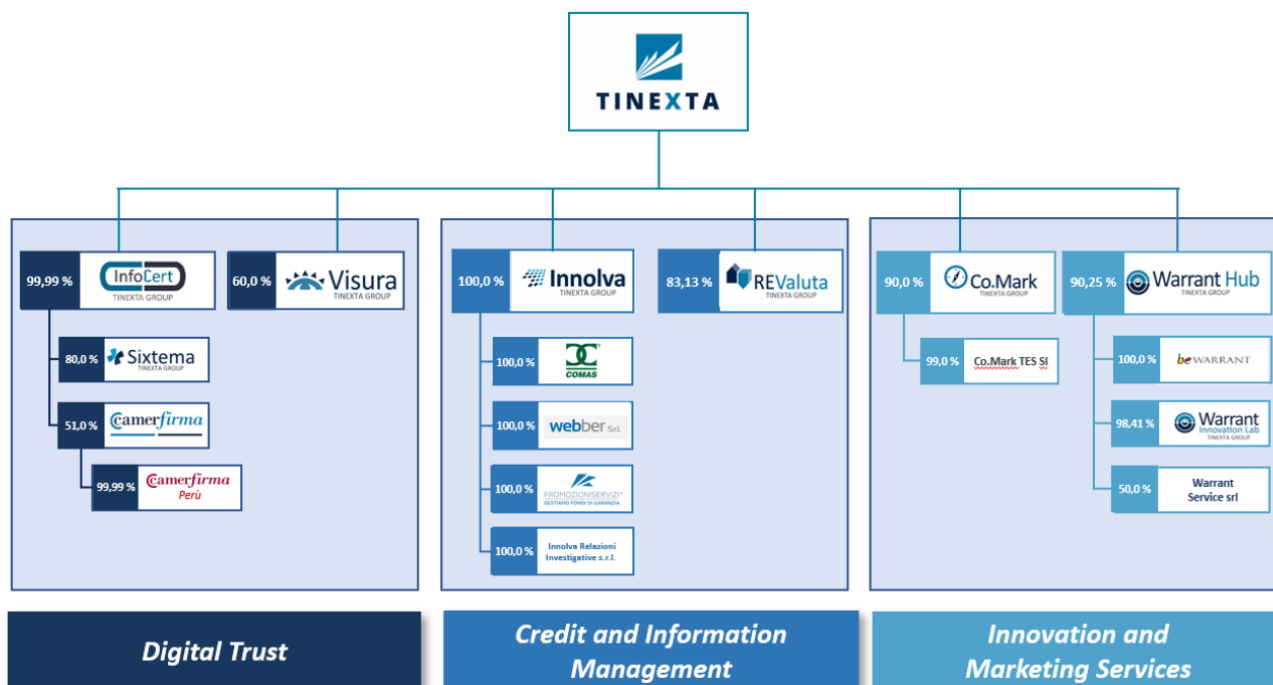 TINEXTA
99,99 %
InfoCert
TINEXTA GROUP
60,0 %
Visura
TINEXTA GROUP
80,0 %
Sixtema
TINEXTA GROUP
51,0 %
Camerfirma
99,99 %
Camerfirma
Perù
100,0 %
Innolva
TINEXTA GROUP
83,13 %
REValuta
TINEXTA GROUP
100,0 %
COMAS
100,0 %
webber S.r.l.
100,0 %
PROMOZIONISERVIZI®
GESTIAMO FONDI DI GARANZIA
100,0 %
Innolva Relazioni
Investigative s.r.l.
90,0 %
Co.Mark
TINEXTA GROUP
90,25 %
Warrant Hub
TINEXTA GROUP
99,0 %
Co.Mark TES Sl
100,0 %
beWARRANT
98,41 %
Warrant
Innovation Lab
TINEXTA GROUP
50,0 %
Warrant
Service srl
Digital Trust
Credit and Information
Management
Innovation and
Marketing Services